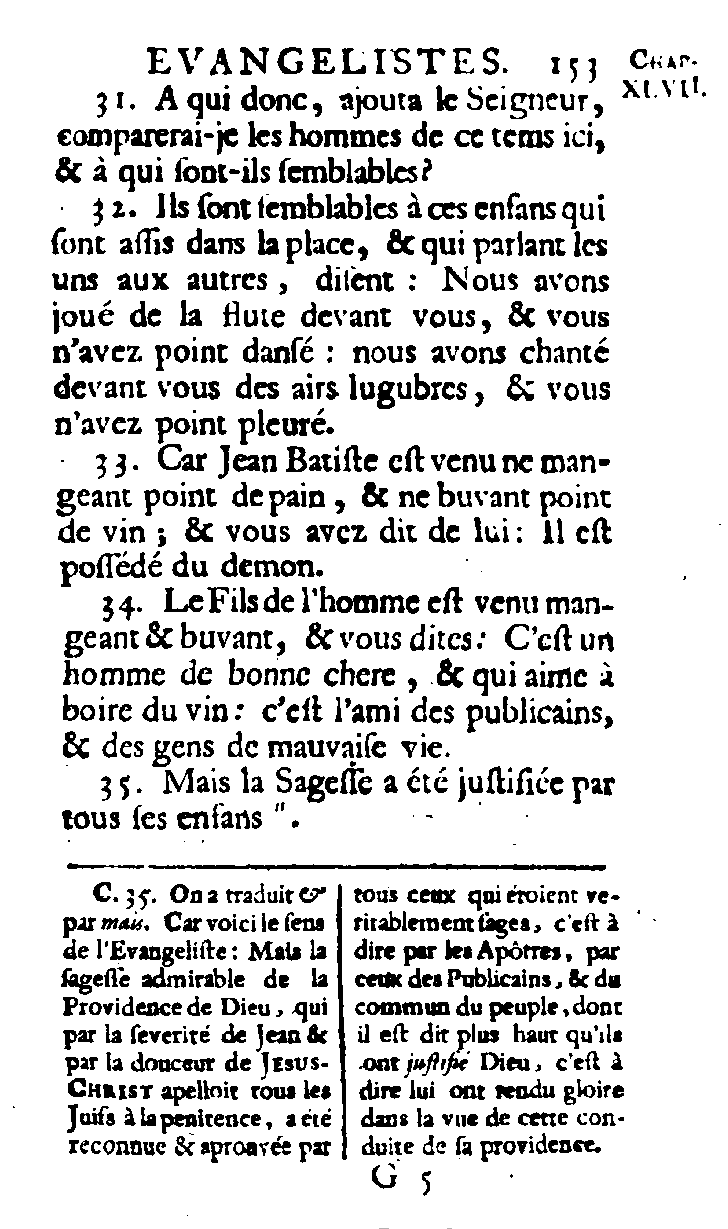 EVANGELISTES. 153 CHAP.
XLVII.
31. A qui donc, ajouta le Seigneur,
comparerai-je les hommes de ce tems ici,
& à qui ſont-ils ſemblables?
32. Ils ſont ſemblables à ces enfans qui
ſont aſſis dans la place, & qui parlant les
uns aux autres, diſent : Nous avons
joué de la flute devant vous, & vous
n'avez point danſé : nous avons chanté
devant vous des airs lugubres, & vous
n'avez point pleuré.
33. Car Jean Batiſte eſt venu ne man-
geant point de pain, & ne buvant point
de vin ; & vous avez dit de lui : Il eſt
poſſédé du demon.
34. Le Fils de l'homme eſt venu man-
geant & buvant, & vous dites : C'eſt un
homme de bonne chere, & qui aime à
boire du vin : c'eſt l'ami des publicains,
& des gens de mauvaiſe vie.
35. Mais la Sageſſe a été juſtifiée par
tous ſes enfans ".
C. 35. On a traduit &
par mais. Car voici le ſens
de l'Evangeliſte : Mais la
ſageſſe admirable de la
Providence de Dieu, qui
par la ſeverité de Jean &
par la douceur de JESUS-
CHRIST apelloit tous les
Juifs à la penitence, a été
reconnue & aprouvée par
tous ceux qui étoient ve-
ritablement ſages, c'eſt à
dire par les Apôtres, par
ceux des Publicains, & du
commun du peuple, dont
il eſt dit plus haut qu'ils
ont juſtifié Dieu, c'eſt à
dire lui ont rendu gloire
dans la vue de cette con-
duite de ſa providence.
G 5